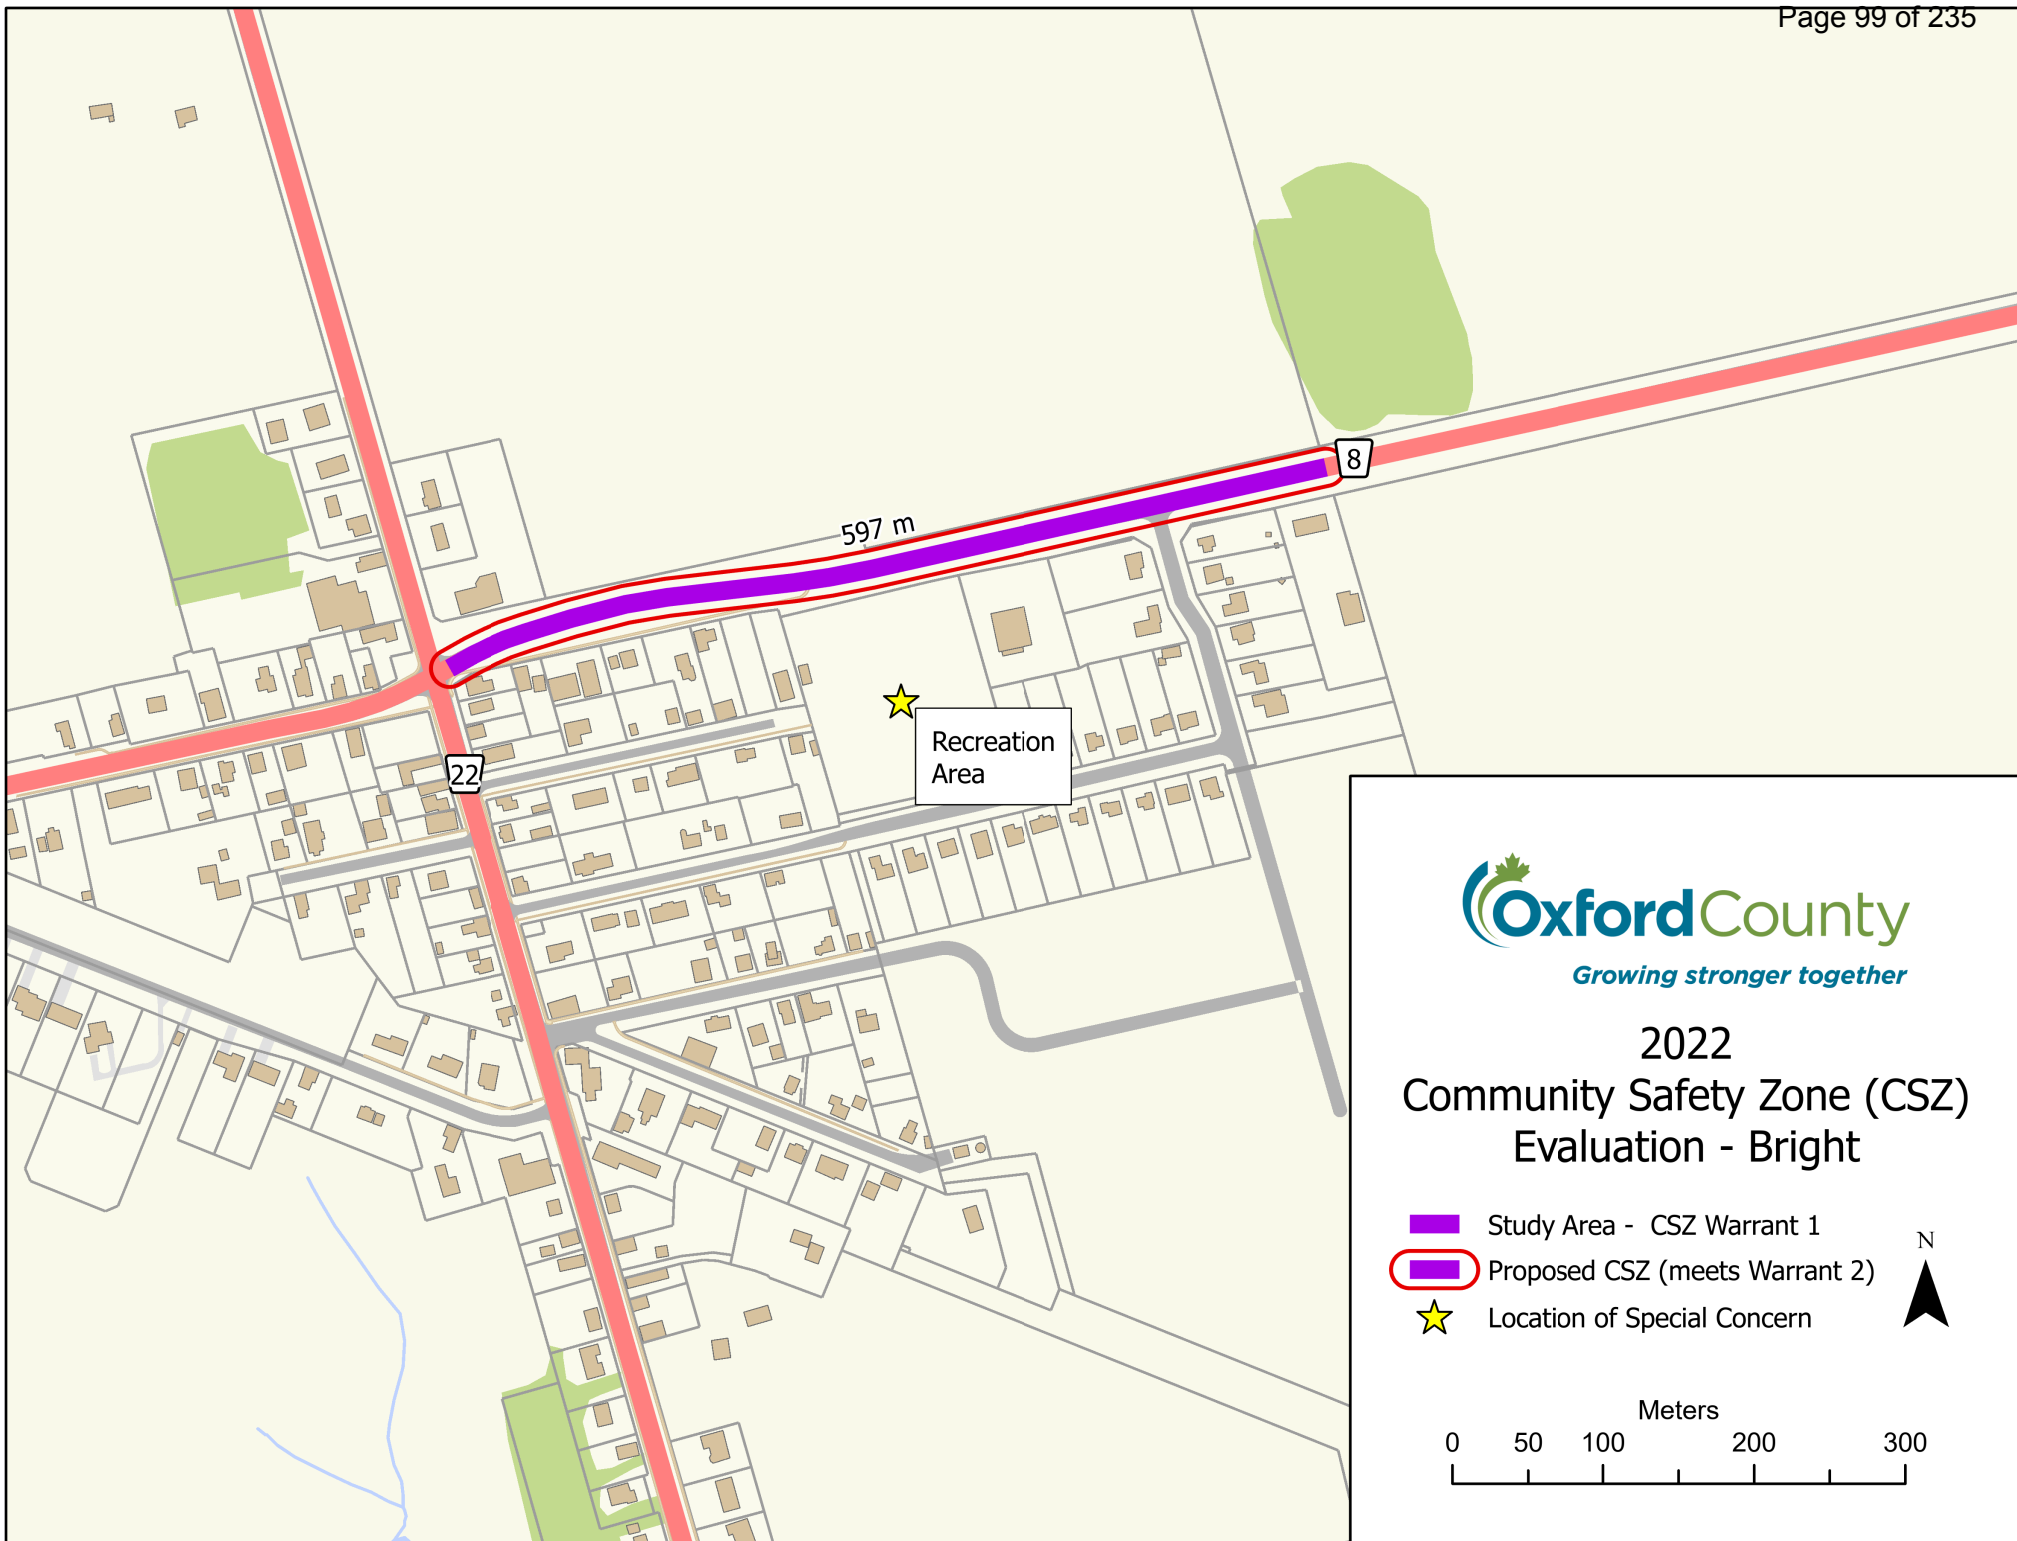 Page 99 of 235
8
597 m
Recreation
Area
22
OxfordCounty
Growing stronger together
2022
Community Safety Zone (CSZ)
Evaluation - Bright
Study Area - CSZ Warrant 1
N
Proposed CSZ (meets Warrant 2)
Location of Special Concern
Meters
0 50 100 200 300